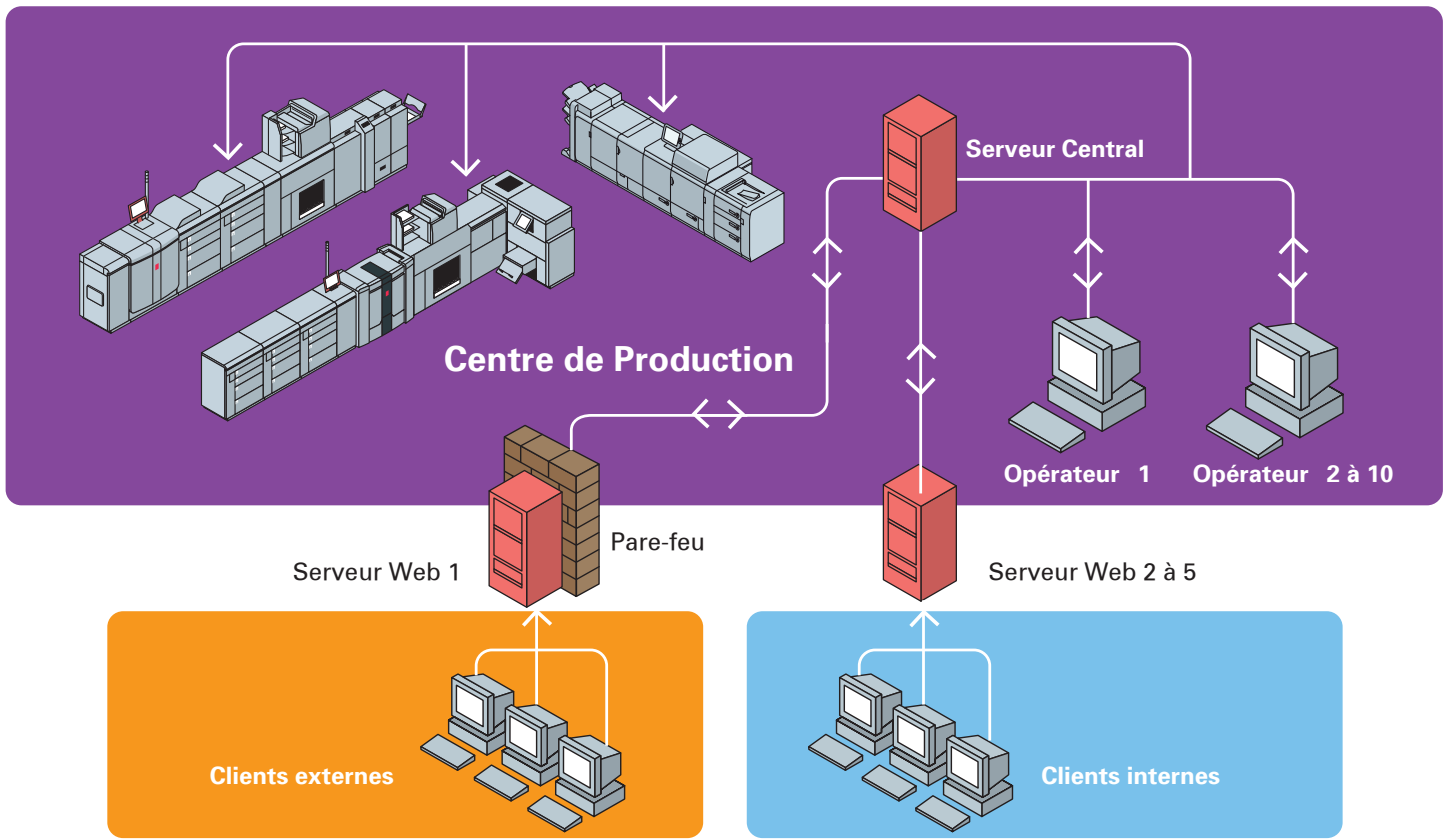 Serveur Central
Centre de Production
Opérateur 1
Opérateur 2 à 10
Pare-feu
Serveur Web 1
Serveur Web 2 à 5
Clients externes
Clients internes